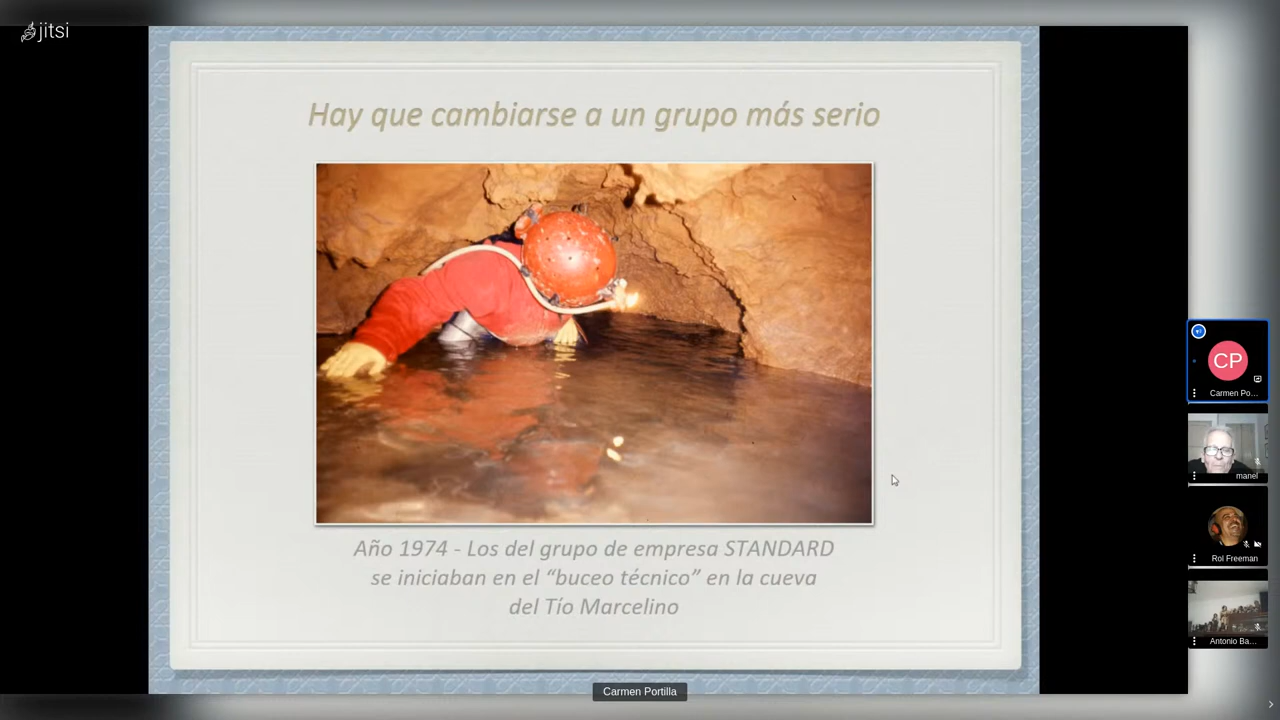 jitsi
Hay que cambiarse a un grupo más serio
Año 1974 - Los del grupo de empresa STANDARD
se iniciaban en el “buceo técnico” en la cueva
del Tío Marcelino
CP
Carmen Po...
manel
Rol Freeman
Antonio Ba...
Carmen Portilla